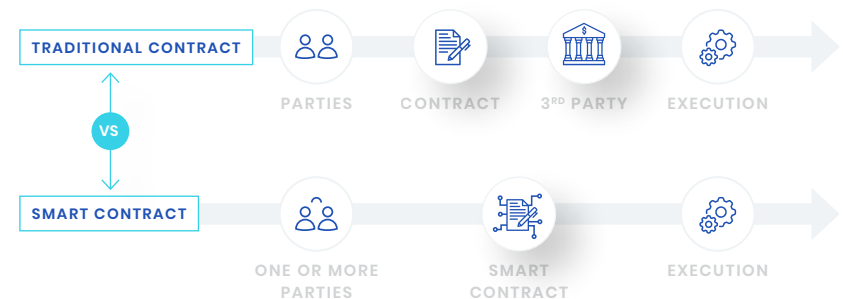 TRADITIONAL CONTRACT
PARTIES
CONTRACT
3RD PARTY
EXECUTION
VS
SMART CONTRACT
ONE OR MORE
PARTIES
SMART
CONTRACT
EXECUTION
$